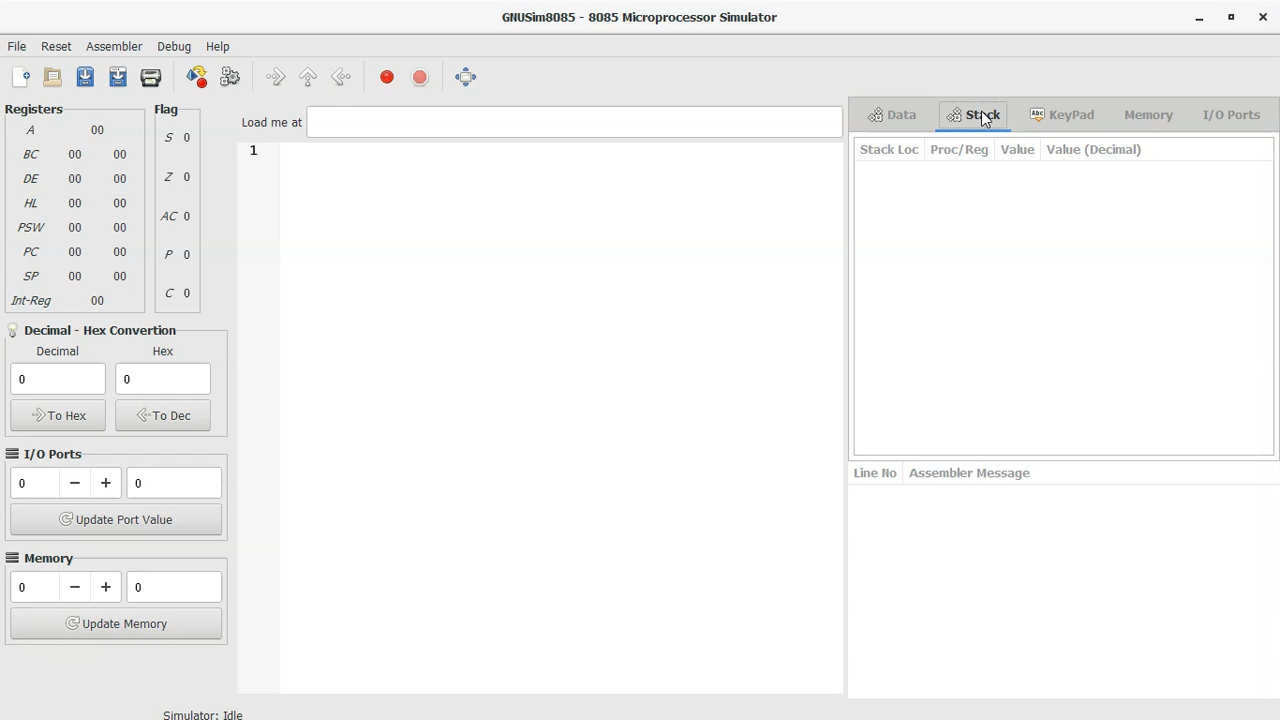 GNUSim8085 - 8085 Microprocessor Simulator
File Reset Assembler Debug Help
Registers
A 00
BC 00 00
DE 00 00
HL 00 00
PSW 00 00
PC 00 00
SP 00 00
Int-Reg 00
Flag
S 0
Z 0
AC 0
P 0
C 0
Decimal - Hex Convertion
Decimal Hex
0 0
To Hex To Dec
I/O Ports
0 - + 0
Update Port Value
Memory
0 - + 0
Update Memory
Load me at
1
Data Stack Abc KeyPad Memory I/O Ports
Stack Loc Proc/Reg Value Value (Decimal)
Line No Assembler Message
Simulator: Idle